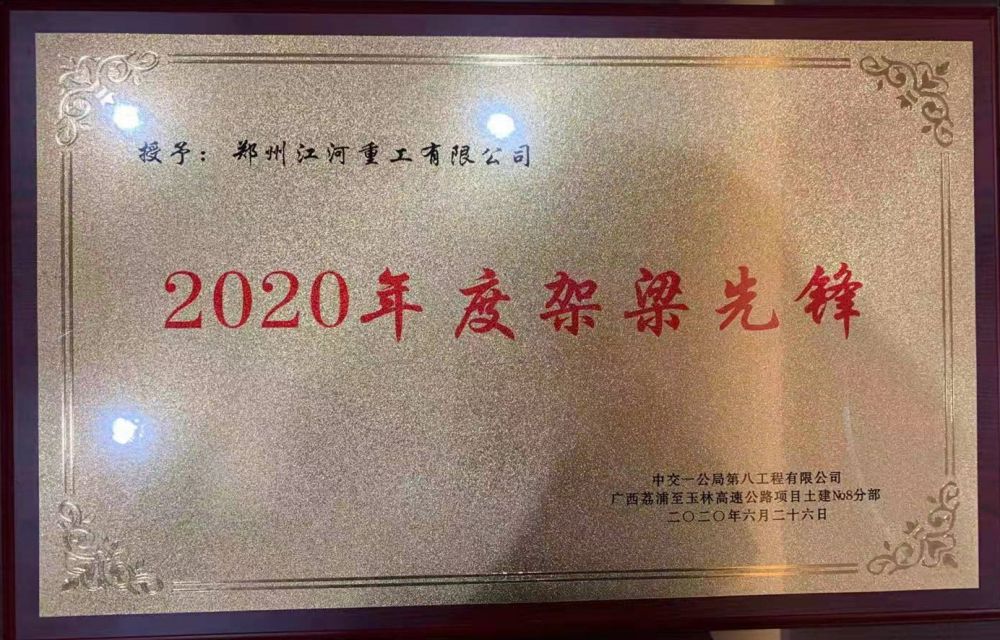 授予：郑州江河重工有限公司
2020年度架梁先锋
中交一公局第八工程有限公司
广西荔浦至玉林高速公路项目土建№8分部
二〇二〇年六月二十六日